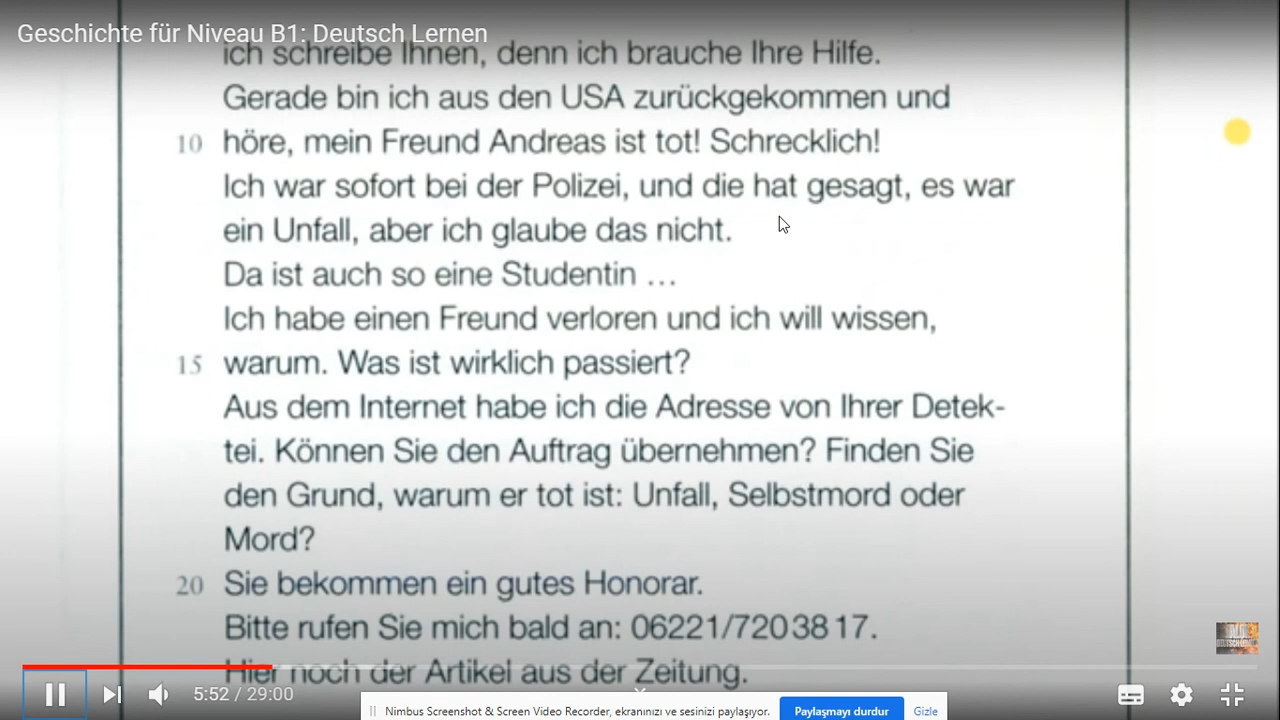 Geschichte für Niveau B1: Deutsch Lernen
ich schreibe Ihnen, denn ich brauche Ihre Hilfe.
Gerade bin ich aus den USA zurückgekommen und
10 höre, mein Freund Andreas ist tot! Schrecklich!
Ich war sofort bei der Polizei, und die hat gesagt, es war
ein Unfall, aber ich glaube das nicht.
Da ist auch so eine Studentin ...
Ich habe einen Freund verloren und ich will wissen,
15 warum. Was ist wirklich passiert?
Aus dem Internet habe ich die Adresse von Ihrer Detek-
tei. Können Sie den Auftrag übernehmen? Finden Sie
den Grund, warum er tot ist: Unfall, Selbstmord oder
Mord?
20 Sie bekommen ein gutes Honorar.
Bitte rufen Sie mich bald an: 06221/7203817.
Hier noch der Artikel aus der Zeitung.
5:52 / 29:00
Nimbus Screenshot & Screen Video Recorder, ekranınızı ve sesinizi paylaşıyor.
Paylaşmayı durdur
Gizle